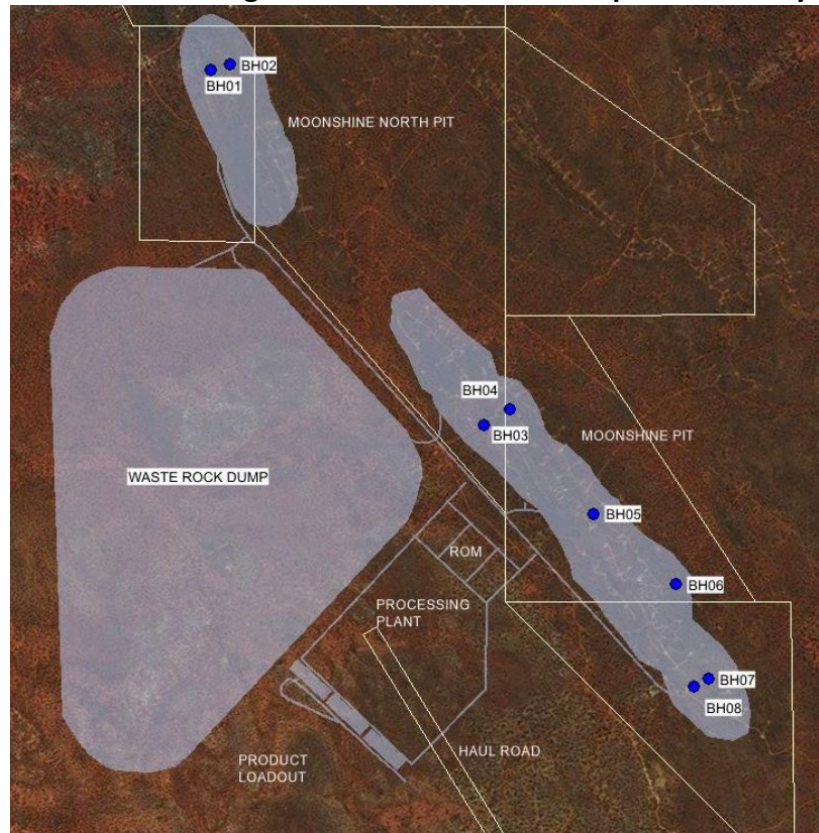 BH02
BH01
MOONSHINE NORTH PIT
BH04
BH03
MOONSHINE PIT
WASTE ROCK DUMP
BH05
ROM
BH06
PROCESSING
PLANT
BH07
BH08
HAUL ROAD
PRODUCT
LOADOUT